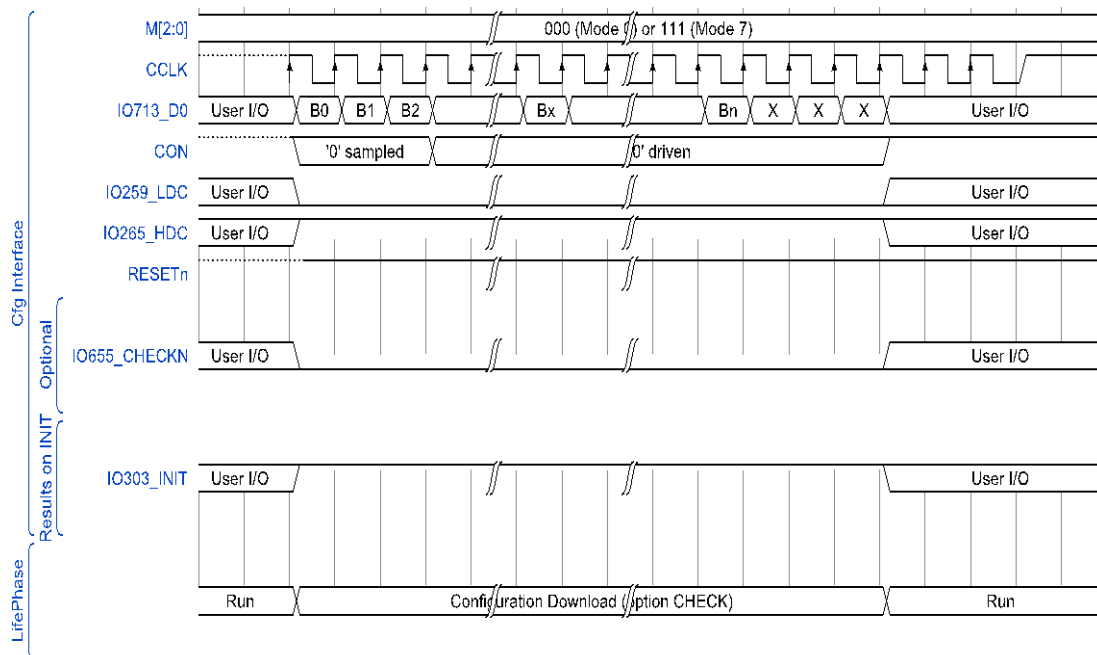 M[2:0]
000 (Mode 0) or 111 (Mode 7)
CCLK
IO713_D0
User I/O
B0
B1
B2
Bx
Bn
X
X
X
User I/O
CON
'0' sampled
'0' driven
IO259_LDC
User I/O
User I/O
IO265_HDC
User I/O
User I/O
RESETn
IO655_CHECKN
User I/O
User I/O
IO303_INIT
User I/O
User I/O
Run
Configuration Download (option CHECK)
Run
Cfg Interface
Optional
Results on INIT
LifePhase